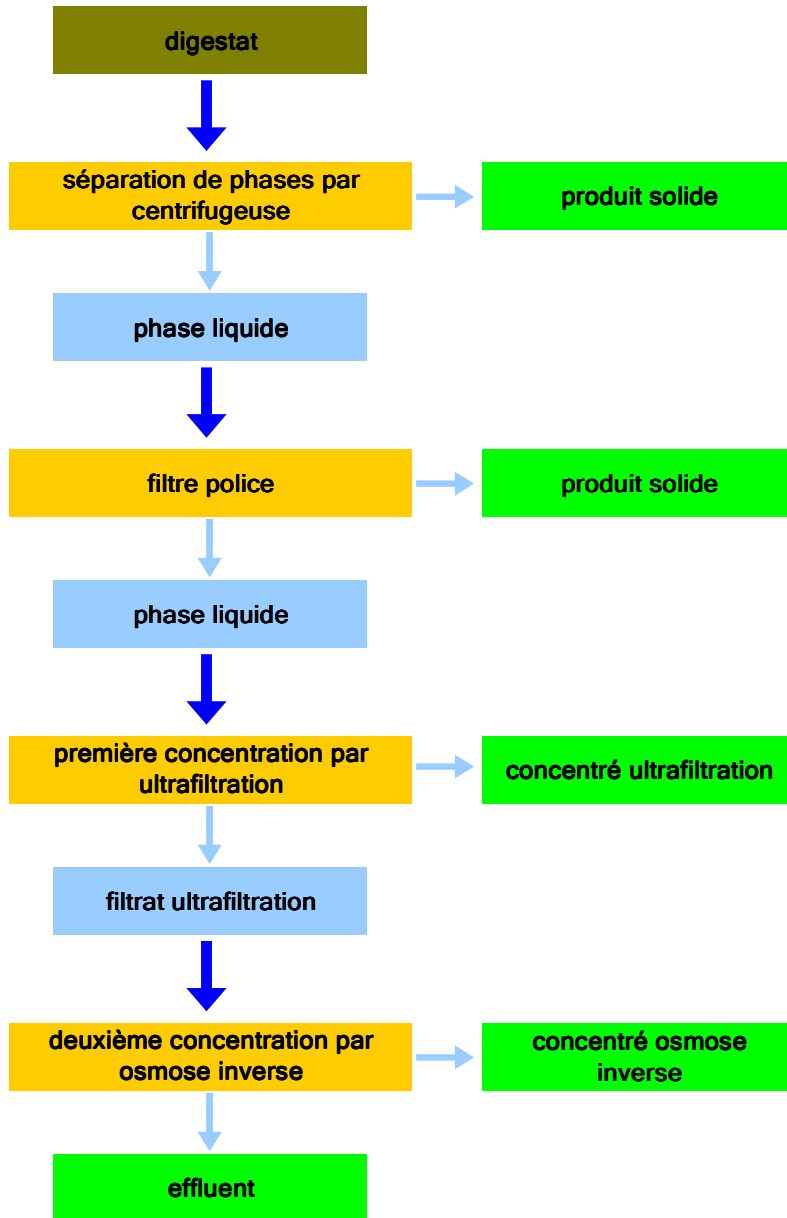 digestat
séparation de phases par
centrifugeuse
produit solide
phase liquide
filtre police
produit solide
phase liquide
première concentration par
ultrafiltration
concentré ultrafiltration
filtrat ultrafiltration
deuxième concentration par
osmose inverse
concentré osmose
inverse
effluent